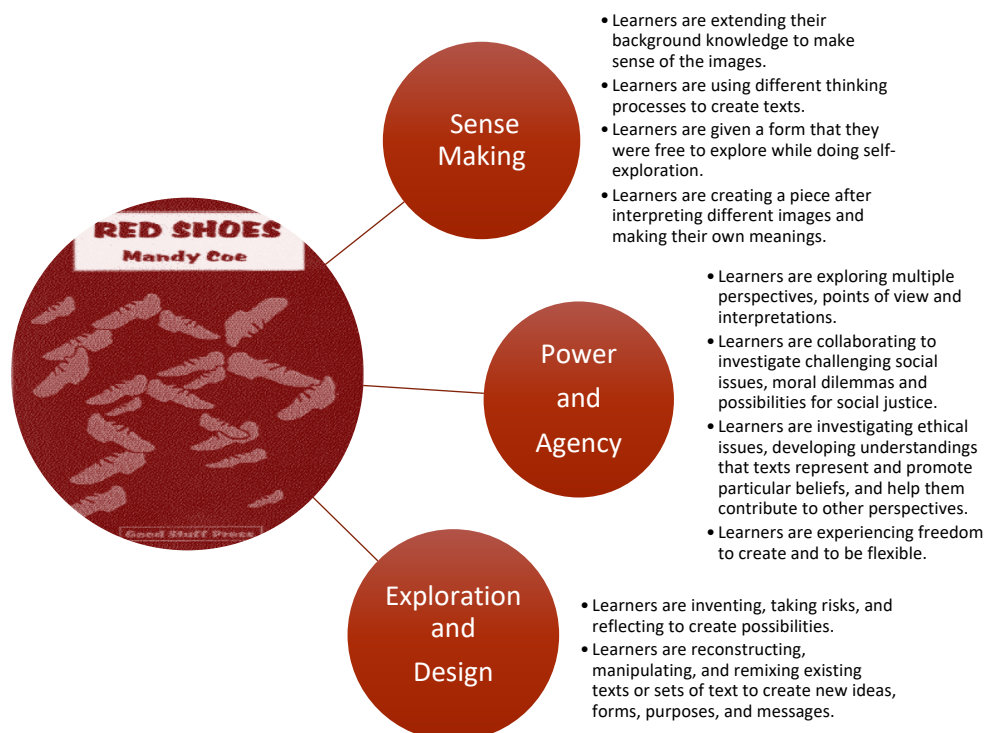 RED SHOES
Mandy Coe
Good Stuff Press
Sense
Making
• Learners are extending their
background knowledge to make
sense of the images.
• Learners are using different thinking
processes to create texts.
• Learners are given a form that they
were free to explore while doing self-
exploration.
• Learners are creating a piece after
interpreting different images and
making their own meanings.
Power
and
Agency
• Learners are exploring multiple
perspectives, points of view and
interpretations.
• Learners are collaborating to
investigate challenging social
issues, moral dilemmas and
possibilities for social justice.
• Learners are investigating ethical
issues, developing understandings
that texts represent and promote
particular beliefs, and help them
contribute to other perspectives.
• Learners are experiencing freedom
to create and to be flexible.
Exploration
and
Design
• Learners are inventing, taking risks, and
reflecting to create possibilities.
• Learners are reconstructing,
manipulating, and remixing existing
texts or sets of text to create new ideas,
forms, purposes, and messages.